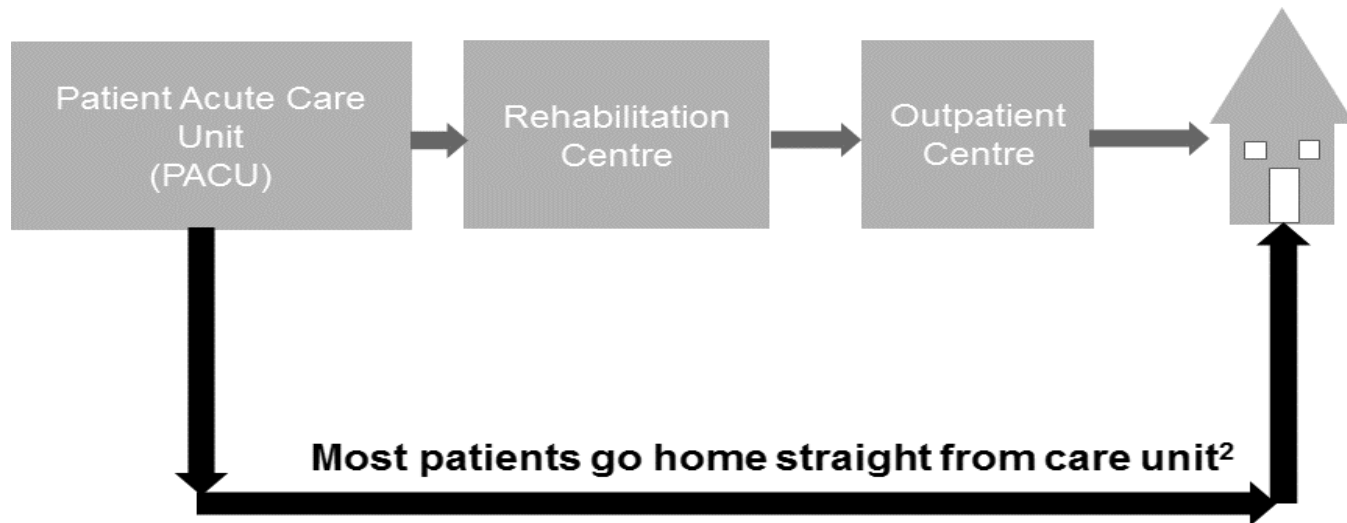 Patient Acute Care
Unit
(PACU)
Rehabilitation
Centre
Outpatient
Centre
Most patients go home straight from care unit²